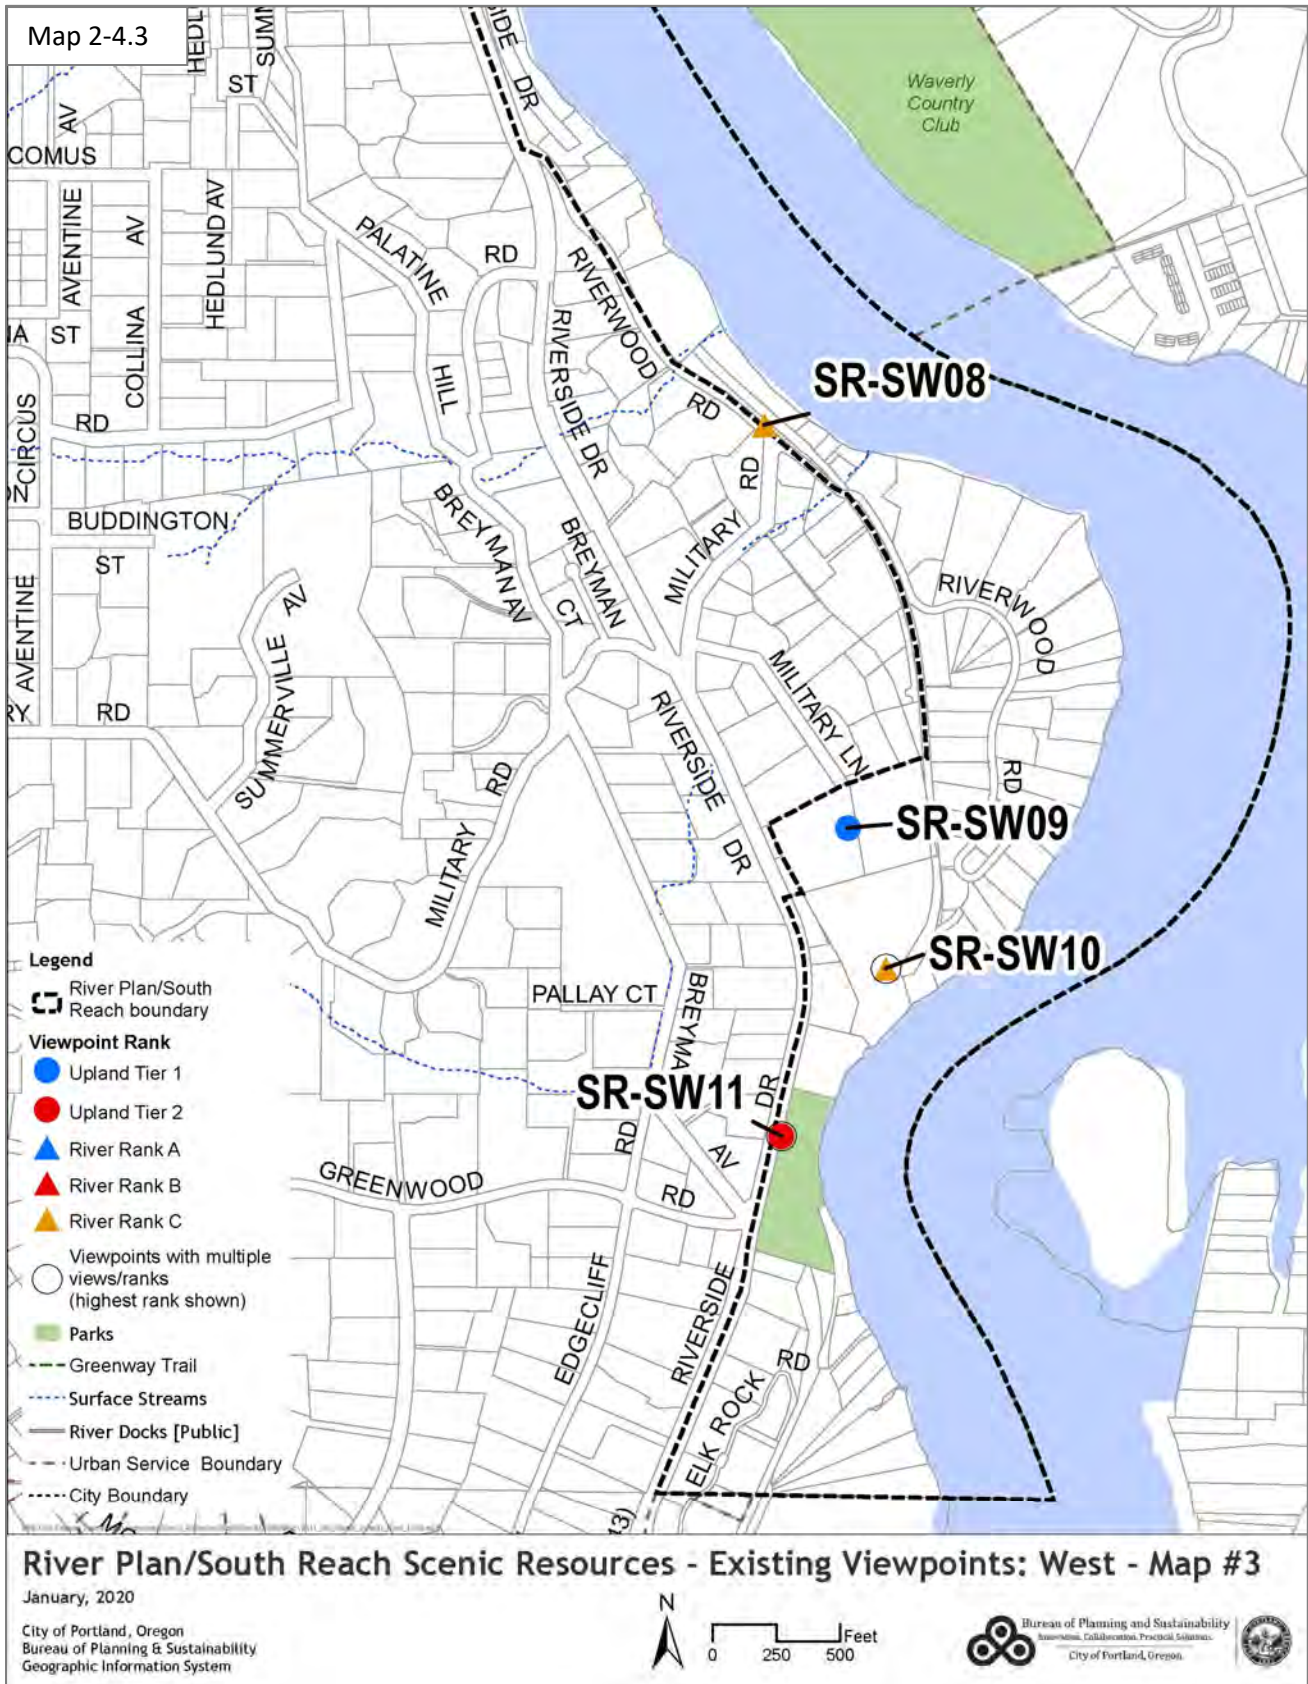 Map 2-4.3
HEDL
SUMM
IDE DR
ST
AV
COMUS
Waverly
Country
Club
AVENTINE
AV
HEDLUND AV
PALATINE
RD
RIVERWOOD
IA ST
COLLINA
HILL
RIVERSIDE DR
RD
SR-SW08
CIRCUS
RD
RD
BUDDINGTON
ST
BREYMAN AV
BREYMAN
CT
MILITARY
RIVERWOOD
AVENTINE
AV
SUMMERVILLE
MILITARY LN
RY RD
RIVERSIDE
RD
RD
SR-SW09
MILITARY
DR
SR-SW10
PALLAY CT
BREYMA
SR-SW11
DR
RD
AV
GREENWOOD
RD
EDGECLIFF
RIVERSIDE
ELK ROCK
RD
43)
Legend
River Plan/South
Reach boundary
Viewpoint Rank
Upland Tier 1
Upland Tier 2
River Rank A
River Rank B
River Rank C
Viewpoints with multiple
views/ranks
(highest rank shown)
Parks
Greenway Trail
Surface Streams
River Docks [Public]
Urban Service Boundary
City Boundary
River Plan/South Reach Scenic Resources - Existing Viewpoints: West - Map #3
January, 2020
City of Portland, Oregon
Bureau of Planning & Sustainability
Geographic Information System
N
Feet
0 250 500
Bureau of Planning and Sustainability
Innovation. Collaboration. Practical Solutions.
City of Portland, Oregon